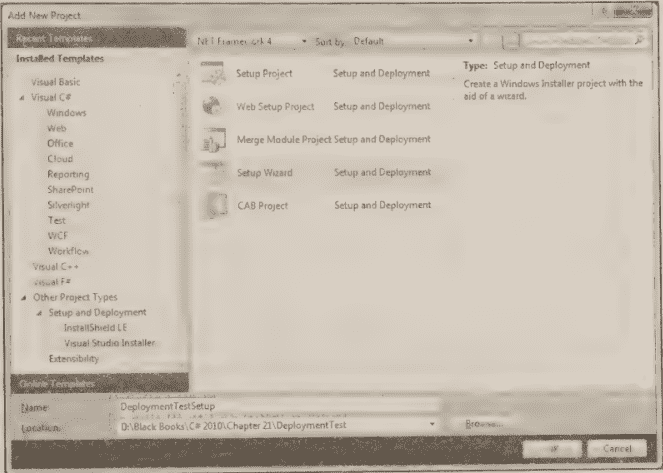 Add New Project
Recent Templates
Installed Templates
Visual Basic
Visual C#
Windows
Web
Office
Cloud
Reporting
SharePoint
Silverlight
Test
WCF
Workflow
Visual C++
Visual F#
Other Project Types
Setup and Deployment
InstallShield LE
Visual Studio Installer
Extensibility
Online Templates
.NET Framework 4
Sort by: Default
Setup Project Setup and Deployment
Web Setup Project Setup and Deployment
Merge Module Project Setup and Deployment
Setup Wizard Setup and Deployment
CAB Project Setup and Deployment
Type: Setup and Deployment
Create a Windows Installer project with the
aid of a wizard.
Name: DeploymentTestSetup
Location: D:\Black Books\C# 2010\Chapter 21\DeploymentTest
Browse...
Cancel